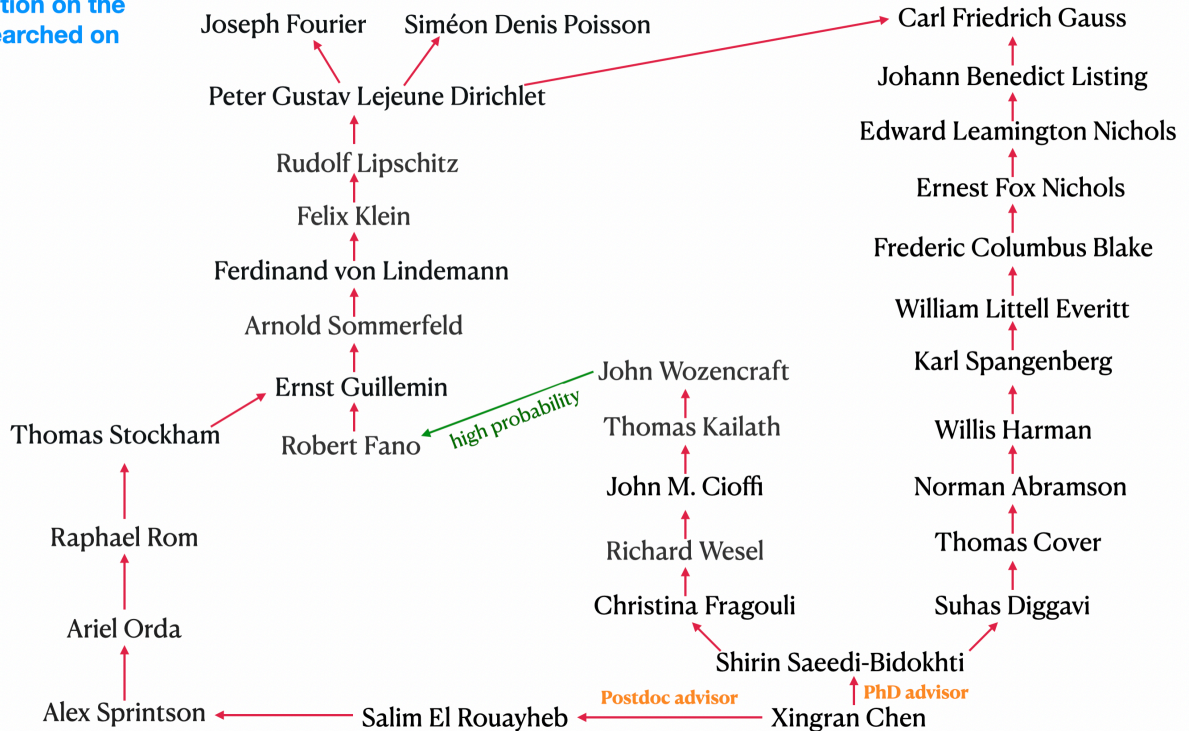 tion on the
earched on
Joseph Fourier
Siméon Denis Poisson
Carl Friedrich Gauss
Peter Gustav Lejeune Dirichlet
Johann Benedict Listing
Rudolf Lipschitz
Edward Leamington Nichols
Felix Klein
Ernest Fox Nichols
Ferdinand von Lindemann
Frederic Columbus Blake
Arnold Sommerfeld
William Littell Everitt
Ernst Guillemin
John Wozencraft
Karl Spangenberg
high probability
Thomas Stockham
Robert Fano
Thomas Kailath
Willis Harman
John M. Cioffi
Norman Abramson
Raphael Rom
Richard Wesel
Thomas Cover
Ariel Orda
Christina Fragouli
Suhas Diggavi
Shirin Saeedi-Bidokhti
Postdoc advisor
PhD advisor
Alex Sprintson
Salim El Rouayheb
Xingran Chen